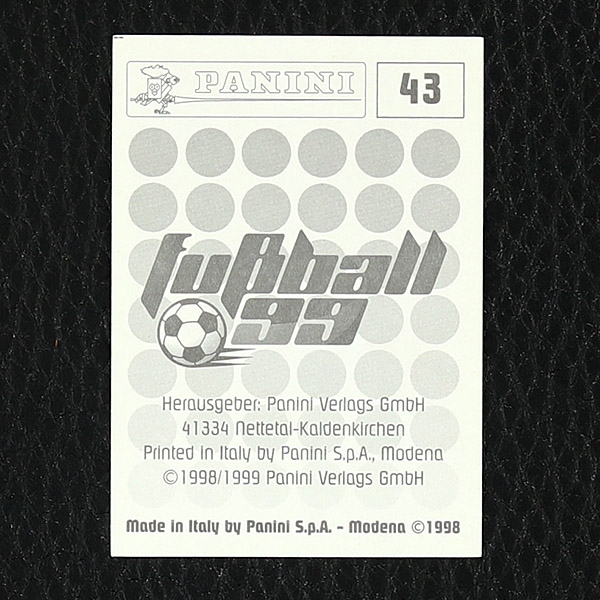 PANINI
43
fußball
99
Herausgeber: Panini Verlags GmbH
41334 Nettetal-Kaldenkirchen
Printed in Italy by Panini S.p.A., Modena
©1998/1999 Panini Verlags GmbH
Made in Italy by Panini S.p.A. - Modena ©1998